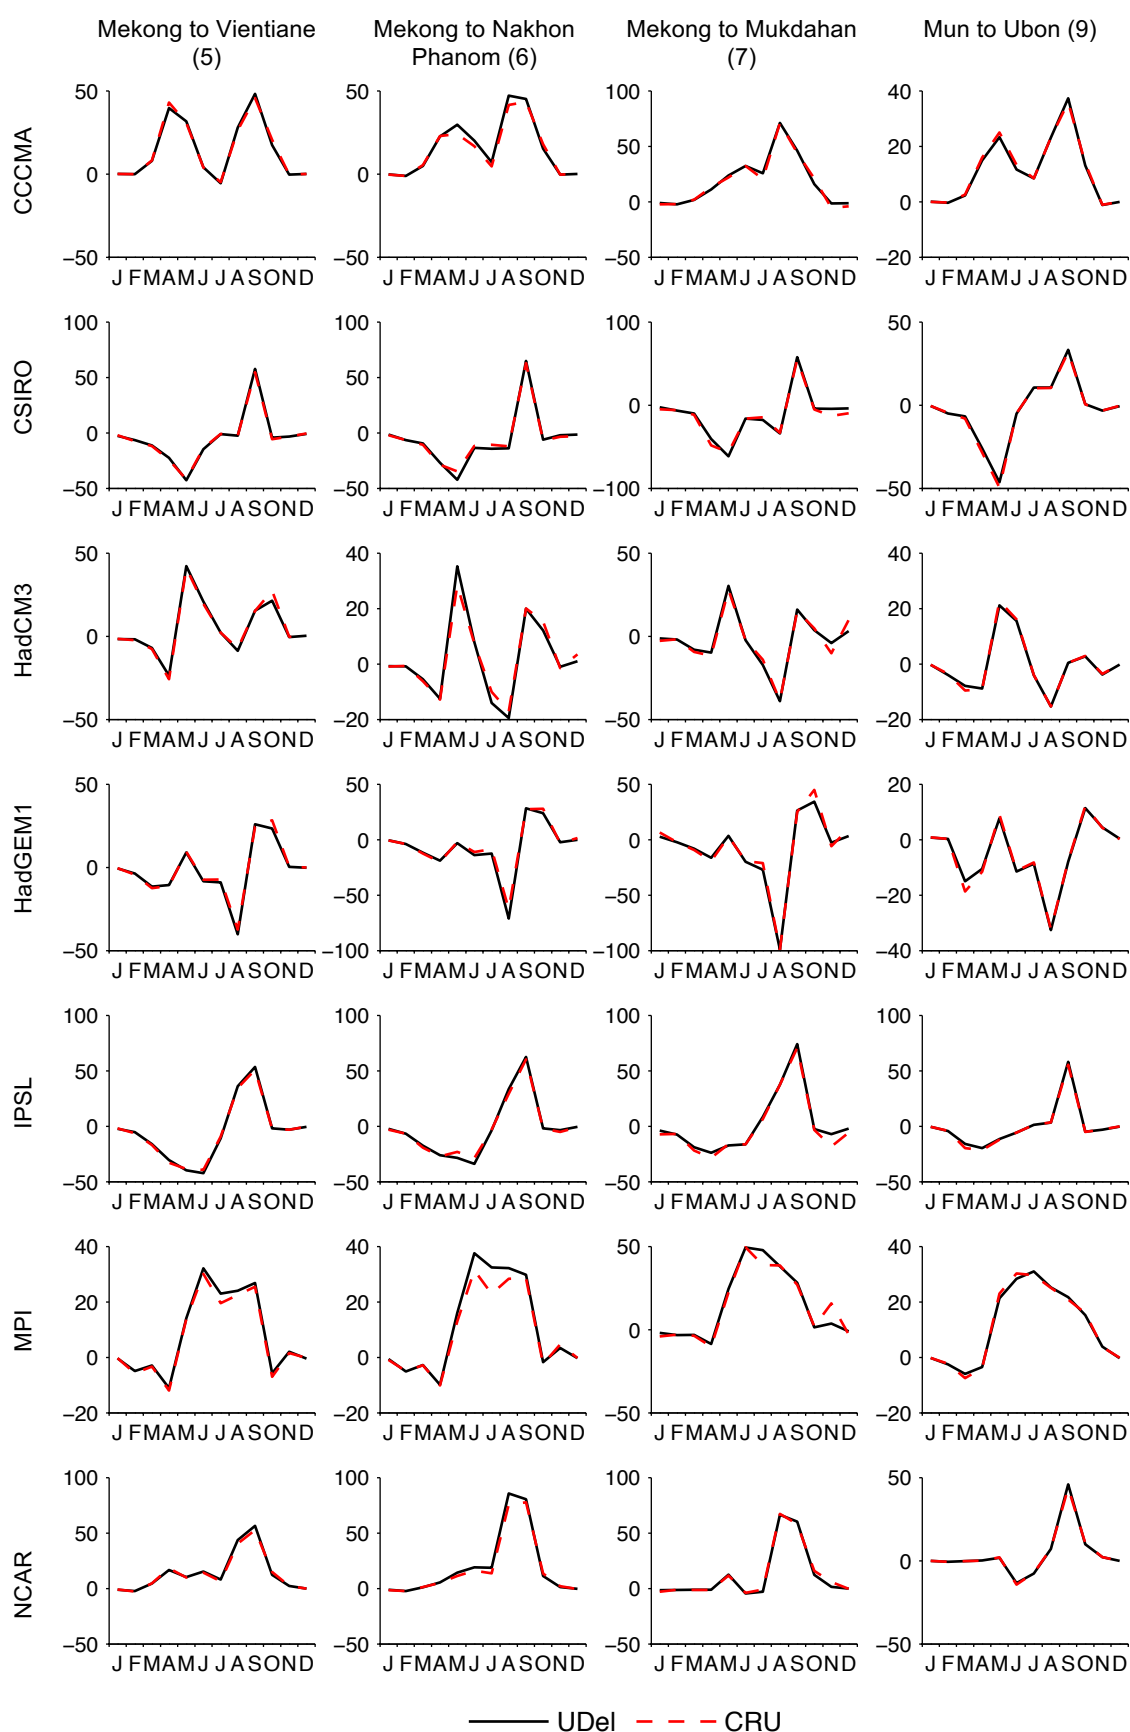 Mekong to Vientiane
(5)
Mekong to Nakhon
Phanom (6)
Mekong to Mukdahan
(7)
Mun to Ubon (9)
CCCMA
50
0
−50
J F M A M J J A S O N D
50
0
−50
J F M A M J J A S O N D
100
50
0
−50
J F M A M J J A S O N D
40
20
0
−20
J F M A M J J A S O N D
CSIRO
100
50
0
−50
J F M A M J J A S O N D
100
50
0
−50
J F M A M J J A S O N D
100
0
−100
J F M A M J J A S O N D
50
0
−50
J F M A M J J A S O N D
HadCM3
50
0
−50
J F M A M J J A S O N D
40
20
0
−20
J F M A M J J A S O N D
50
0
−50
J F M A M J J A S O N D
40
20
0
−20
J F M A M J J A S O N D
HadGEM1
50
0
−50
J F M A M J J A S O N D
50
0
−50
−100
J F M A M J J A S O N D
50
0
−50
−100
J F M A M J J A S O N D
20
0
−20
−40
J F M A M J J A S O N D
IPSL
100
50
0
−50
J F M A M J J A S O N D
100
50
0
−50
J F M A M J J A S O N D
100
50
0
−50
J F M A M J J A S O N D
100
50
0
−50
J F M A M J J A S O N D
MPI
40
20
0
−20
J F M A M J J A S O N D
40
20
0
−20
J F M A M J J A S O N D
50
0
−50
J F M A M J J A S O N D
40
20
0
−20
J F M A M J J A S O N D
NCAR
100
50
0
−50
J F M A M J J A S O N D
100
50
0
−50
J F M A M J J A S O N D
100
50
0
−50
J F M A M J J A S O N D
50
0
−50
J F M A M J J A S O N D
UDel
CRU